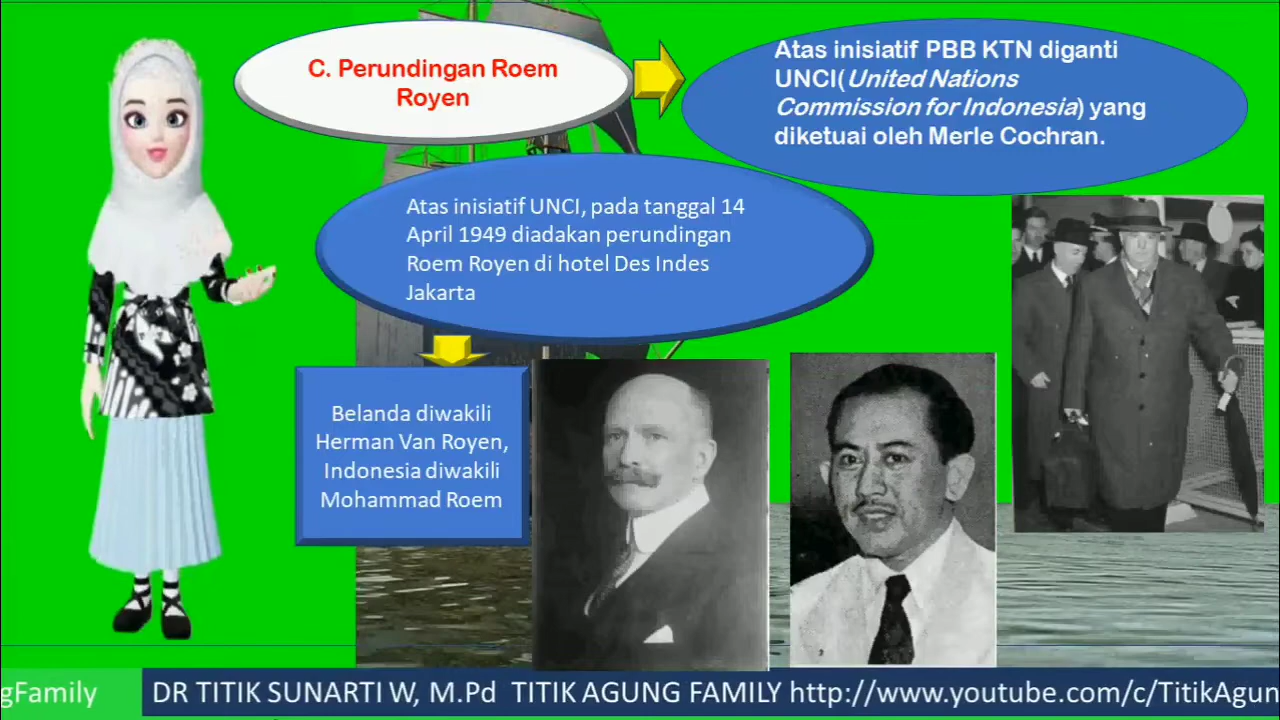 C. Perundingan Roem
Royen
Atas inisiatif PBB KTN diganti
UNCI(United Nations
Commission for Indonesia) yang
diketuai oleh Merle Cochran.
Atas inisiatif UNCI, pada tanggal 14
April 1949 diadakan perundingan
Roem Royen di hotel Des Indes
Jakarta
Belanda diwakili
Herman Van Royen,
Indonesia diwakili
Mohammad Roem
gFamily
DR TITIK SUNARTI W, M.Pd TITIK AGUNG FAMILY http://www.youtube.com/c/TitikAgun